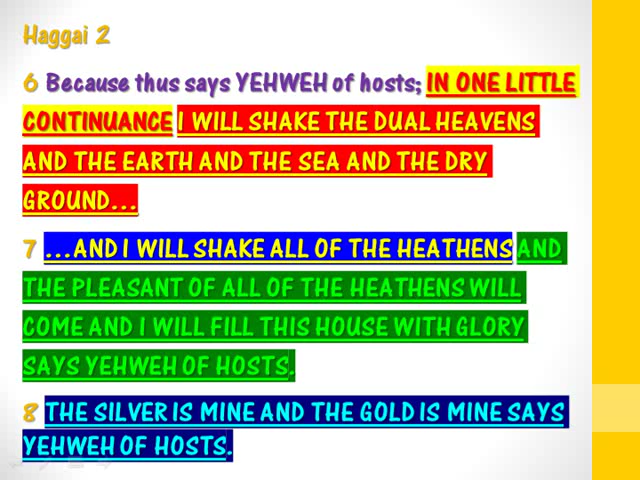 Haggai 2
6 Because thus says YEHWEH of hosts; IN ONE LITTLE
CONTINUANCE I WILL SHAKE THE DUAL HEAVENS
AND THE EARTH AND THE SEA AND THE DRY
GROUND...
7 ...AND I WILL SHAKE ALL OF THE HEATHENS AND
THE PLEASANT OF ALL OF THE HEATHENS WILL
COME AND I WILL FILL THIS HOUSE WITH GLORY
SAYS YEHWEH OF HOSTS.
8 THE SILVER IS MINE AND THE GOLD IS MINE SAYS
YEHWEH OF HOSTS.